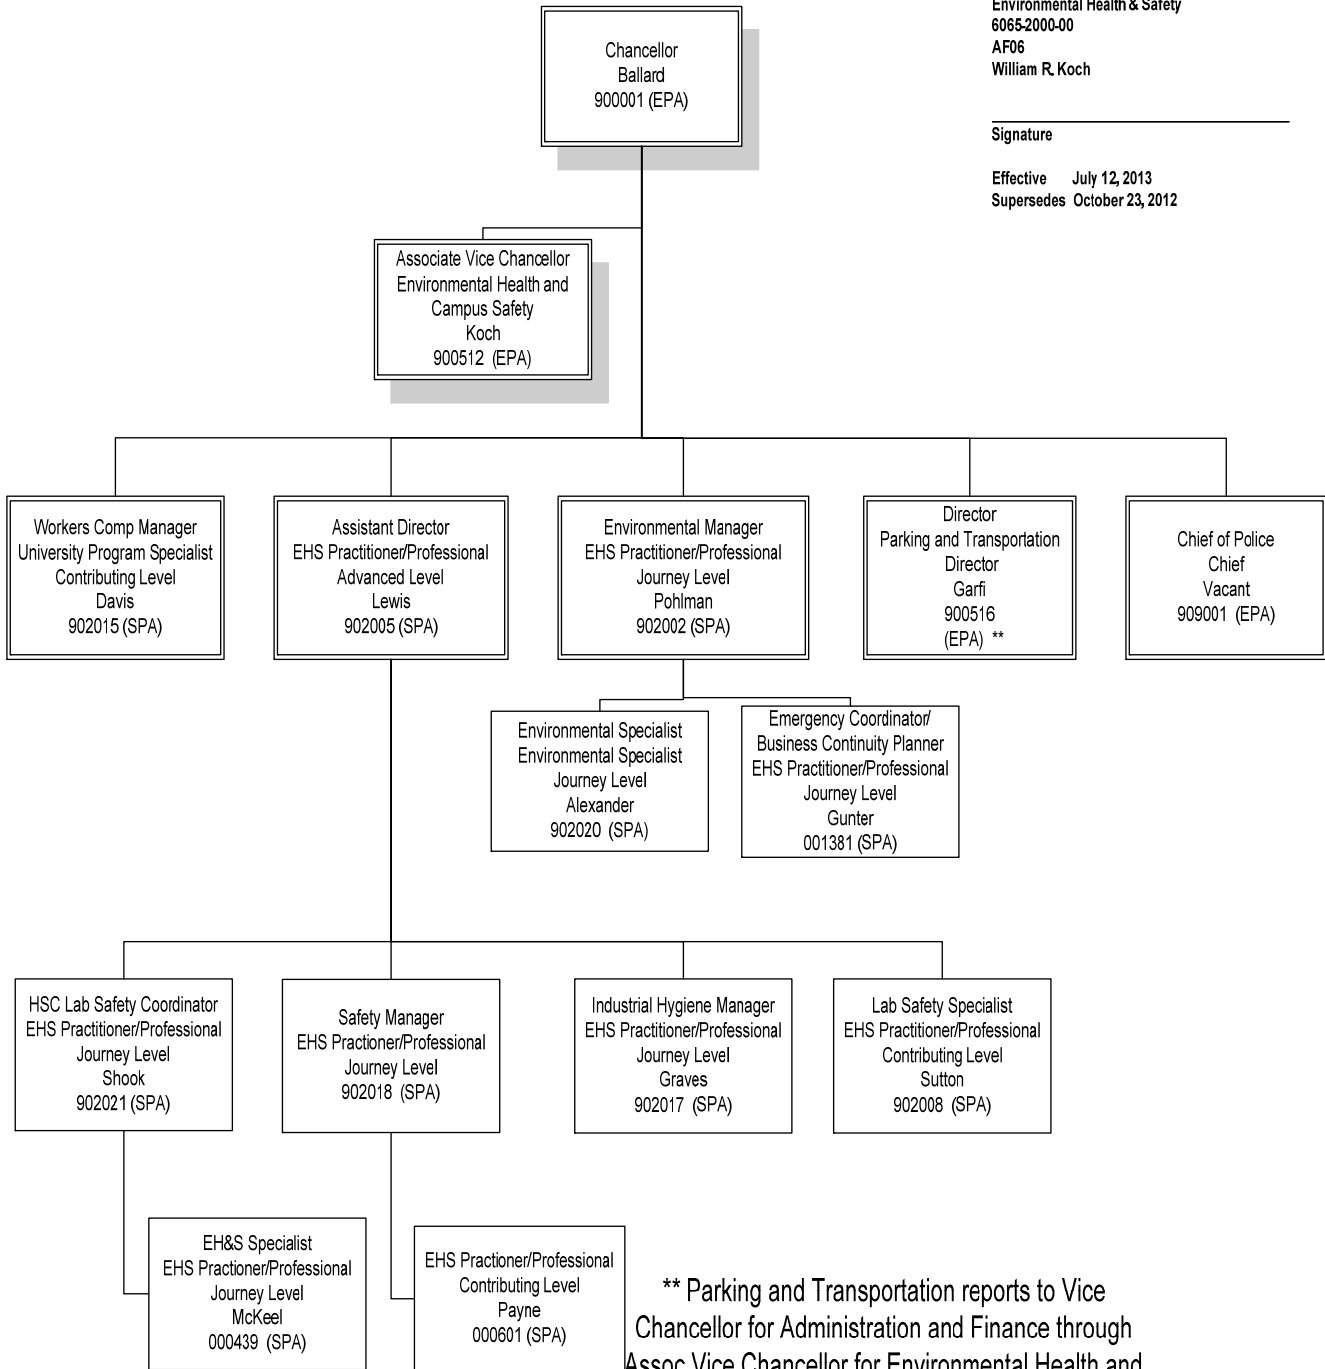 Environmental Health & Safety
6065-2000-00
AF06
William R. Koch
Signature
Effective July 12, 2013
Supersedes October 23, 2012
Chancellor
Ballard
900001 (EPA)
Associate Vice Chancellor
Environmental Health and
Campus Safety
Koch
900512 (EPA)
Workers Comp Manager
University Program Specialist
Contributing Level
Davis
902015 (SPA)
Assistant Director
EHS Practitioner/Professional
Advanced Level
Lewis
902005 (SPA)
Environmental Manager
EHS Practitioner/Professional
Journey Level
Pohlman
902002 (SPA)
Director
Parking and Transportation
Director
Garfi
900516
(EPA) **
Chief of Police
Chief
Vacant
909001 (EPA)
Environmental Specialist
Environmental Specialist
Journey Level
Alexander
902020 (SPA)
Emergency Coordinator/
Business Continuity Planner
EHS Practitioner/Professional
Journey Level
Gunter
001381 (SPA)
HSC Lab Safety Coordinator
EHS Practitioner/Professional
Journey Level
Shook
902021 (SPA)
Safety Manager
EHS Practioner/Professional
Journey Level
902018 (SPA)
Industrial Hygiene Manager
EHS Practitioner/Professional
Journey Level
Graves
902017 (SPA)
Lab Safety Specialist
EHS Practitioner/Professional
Contributing Level
Sutton
902008 (SPA)
EH&S Specialist
EHS Practioner/Professional
Journey Level
McKeel
000439 (SPA)
EHS Practioner/Professional
Contributing Level
Payne
000601 (SPA)
** Parking and Transportation reports to Vice
Chancellor for Administration and Finance through
Assoc Vice Chancellor for Environmental Health and